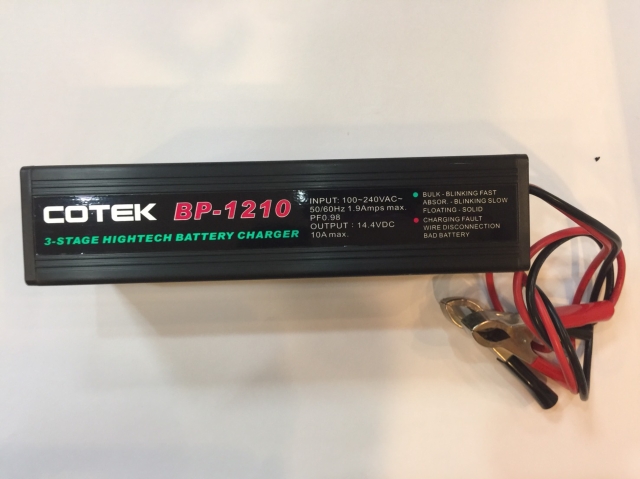 COTEK BP-1210
3-STAGE HIGHTECH BATTERY CHARGER
INPUT: 100~240VAC~
50/60Hz 1.9Amps max.
PF0.98
OUTPUT : 14.4VDC
10A max.
BULK - BLINKING FAST
ABSOR. - BLINKING SLOW
FLOATING - SOLID
CHARGING FAULT
WIRE DISCONNECTION
BAD BATTERY